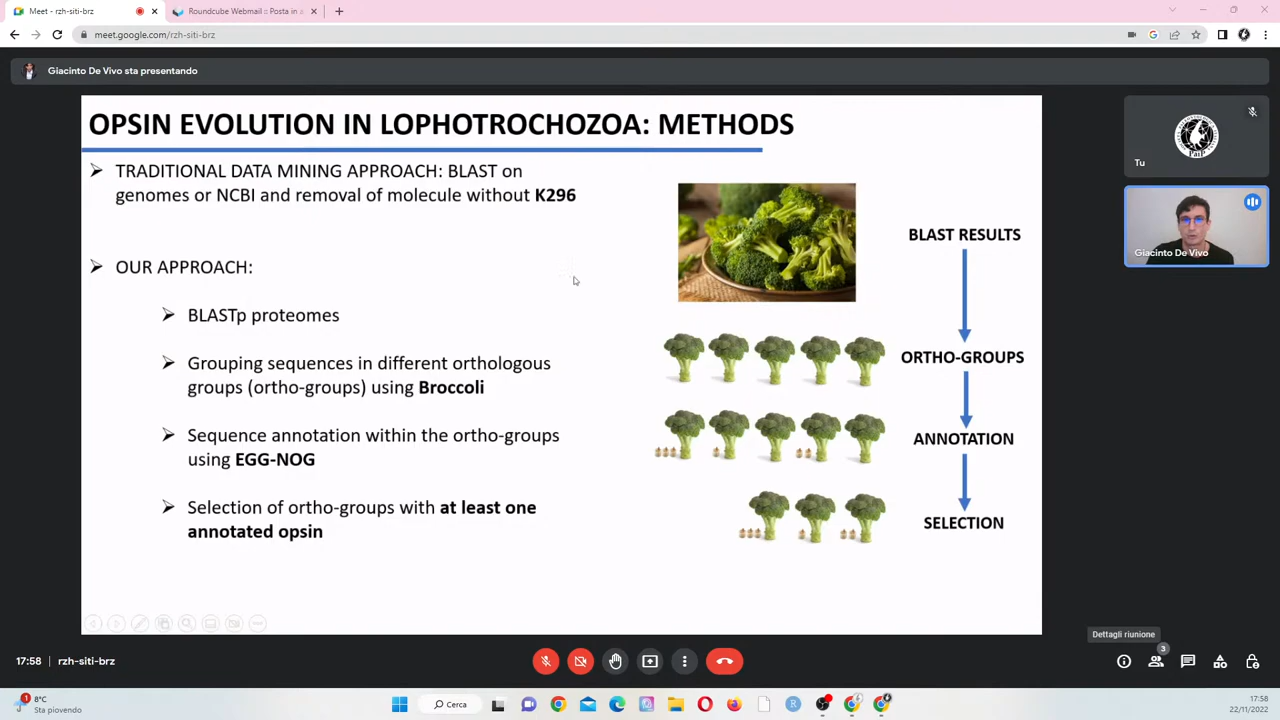 Meet - rzh-siti-brz
Roundcube Webmail :: Posta in a
meet.google.com/rzh-siti-brz
Giacinto De Vivo sta presentando
OPSIN EVOLUTION IN LOPHOTROCHOZOA: METHODS
TRADITIONAL DATA MINING APPROACH: BLAST on
genomes or NCBI and removal of molecule without K296
OUR APPROACH:
BLASTp proteomes
Grouping sequences in different orthologous
groups (ortho-groups) using Broccoli
Sequence annotation within the ortho-groups
using EGG-NOG
Selection of ortho-groups with at least one
annotated opsin
BLAST RESULTS
ORTHO-GROUPS
ANNOTATION
SELECTION
Tu
Giacinto De Vivo
Dettagli riunione
3
17:58
rzh-siti-brz
1
8°C
Sta piovendo
Cerca
17:58
22/11/2022